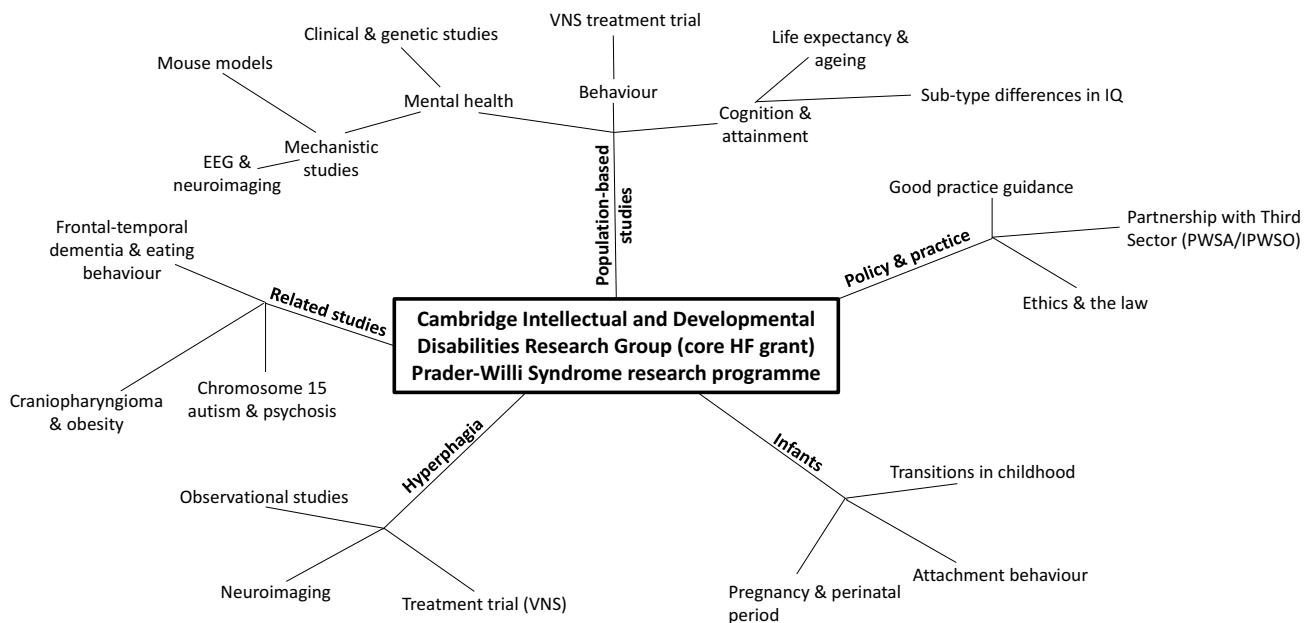 VNS treatment trial
Clinical & genetic studies
Life expectancy &
ageing
Mouse models
Mental health
Behaviour
Sub-type differences in IQ
Cognition &
attainment
Mechanistic
studies
EEG &
neuroimaging
Population-based
studies
Good practice guidance
Partnership with Third
Sector (PWSA/IPWSO)
Policy & practice
Ethics & the law
Frontal-temporal
dementia & eating
behaviour
Related studies
Cambridge Intellectual and Developmental
Disabilities Research Group (core HF grant)
Prader-Willi Syndrome research programme
Craniopharyngioma
& obesity
Chromosome 15
autism & psychosis
Hyperphagia
Infants
Observational studies
Transitions in childhood
Neuroimaging
Treatment trial (VNS)
Pregnancy & perinatal
period
Attachment behaviour